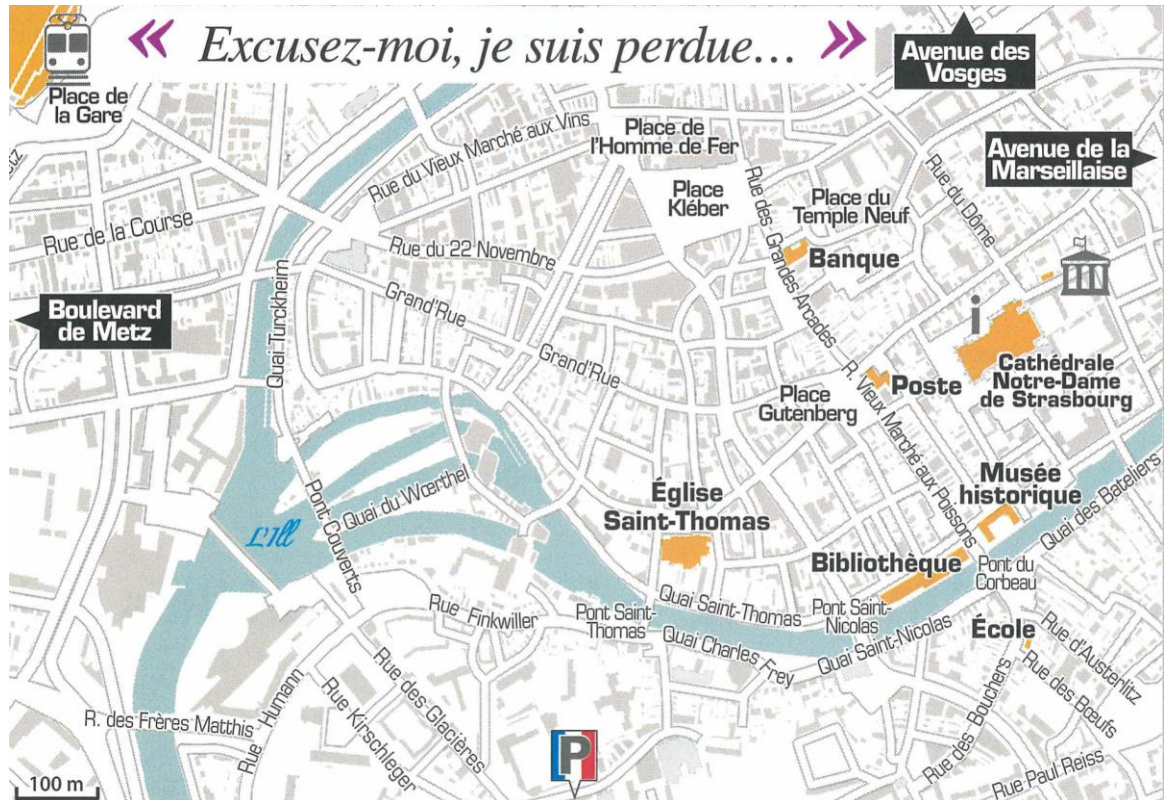 « Excusez-moi, je suis perdue... »
Avenue des
Vosges
Place de
la Gare
Place de
l'Homme de Fer
Avenue de la
Marseillaise
Rue du Vieux Marché aux Vins
Place
Kléber
Rue des Grandes Arcades
Place du
Temple Neuf
Rue du Dôme
tz
Rue de la Course
Rue du 22 Novembre
Banque
Boulevard
de Metz
Quai Turckheim
Grand'Rue
Grand'Rue
i
Cathédrale
Notre-Dame
de Strasbourg
Poste
Place
Gutenberg
R. Vieux Marché aux Poissons
Musée
historique
Quai des Bateliers
Église
Saint-Thomas
Pont Couverts
Quai du Wœrthel
L'Ill
Bibliothèque
Pont du
Corbeau
Rue Finkwiller
Pont Saint-
Thomas
Quai Saint-Thomas
Pont Saint-
Nicolas
Quai Charles Frey
Quai Saint-Nicolas
École
Rue d'Austerlitz
Rue des Bœufs
Rue des Bouchers
R. des Frères Matthis
Rue Humann
Rue Kirschleger
Rue des Glacières
P
Rue Paul Reiss
100 m